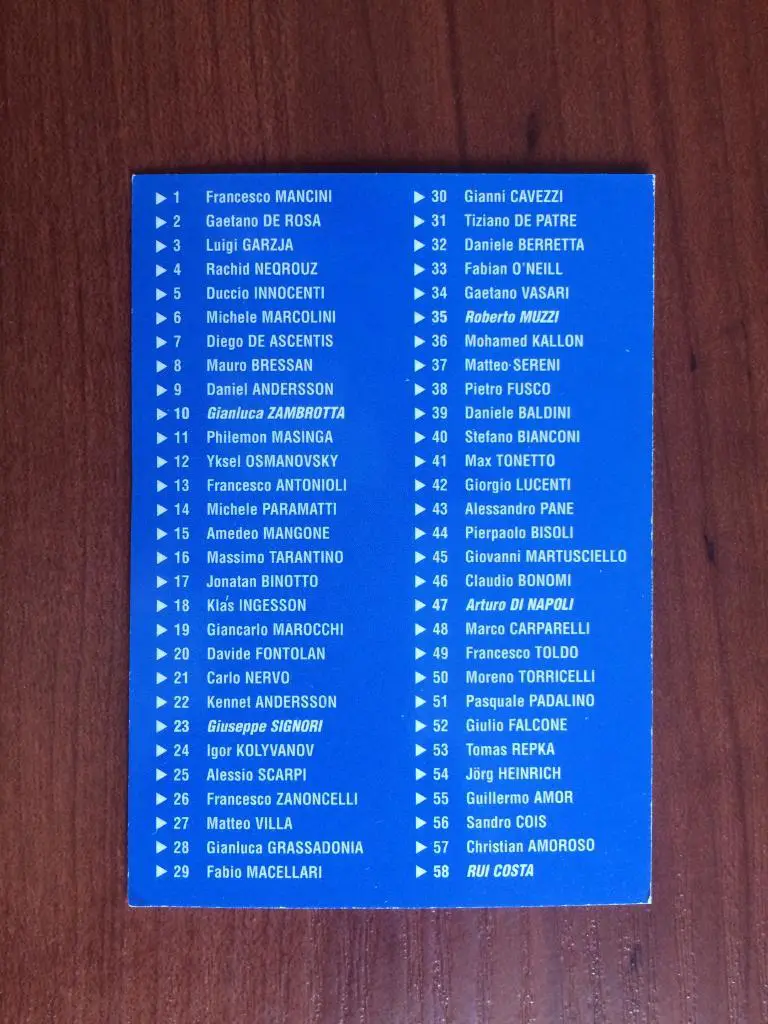 ▶ 1 Francesco MANCINI
▶ 2 Gaetano DE ROSA
▶ 3 Luigi GARZJA
▶ 4 Rachid NEQROUZ
▶ 5 Duccio INNOCENTI
▶ 6 Michele MARCOLINI
▶ 7 Diego DE ASCENTIS
▶ 8 Mauro BRESSAN
▶ 9 Daniel ANDERSSON
▶ 10 Gianluca ZAMBROTTA
▶ 11 Philemon MASINGA
▶ 12 Yksel OSMANOVSKY
▶ 13 Francesco ANTONIOLI
▶ 14 Michele PARAMATTI
▶ 15 Amedeo MANGONE
▶ 16 Massimo TARANTINO
▶ 17 Jonatan BINOTTO
▶ 18 Klas INGESSON
▶ 19 Giancarlo MAROCCHI
▶ 20 Davide FONTOLAN
▶ 21 Carlo NERVO
▶ 22 Kennet ANDERSSON
▶ 23 Giuseppe SIGNORI
▶ 24 Igor KOLYVANOV
▶ 25 Alessio SCARPI
▶ 26 Francesco ZANONCELLI
▶ 27 Matteo VILLA
▶ 28 Gianluca GRASSADONIA
▶ 29 Fabio MACELLARI
▶ 30 Gianni CAVEZZI
▶ 31 Tiziano DE PATRE
▶ 32 Daniele BERRETTA
▶ 33 Fabian O'NEILL
▶ 34 Gaetano VASARI
▶ 35 Roberto MUZZI
▶ 36 Mohamed KALLON
▶ 37 Matteo SERENI
▶ 38 Pietro FUSCO
▶ 39 Daniele BALDINI
▶ 40 Stefano BIANCONI
▶ 41 Max TONETTO
▶ 42 Giorgio LUCENTI
▶ 43 Alessandro PANE
▶ 44 Pierpaolo BISOLI
▶ 45 Giovanni MARTUSCIELLO
▶ 46 Claudio BONOMI
▶ 47 Arturo DI NAPOLI
▶ 48 Marco CARPARELLI
▶ 49 Francesco TOLDO
▶ 50 Moreno TORRICELLI
▶ 51 Pasquale PADALINO
▶ 52 Giulio FALCONE
▶ 53 Tomas REPKA
▶ 54 Jörg HEINRICH
▶ 55 Guillermo AMOR
▶ 56 Sandro COIS
▶ 57 Christian AMOROSO
▶ 58 RUI COSTA